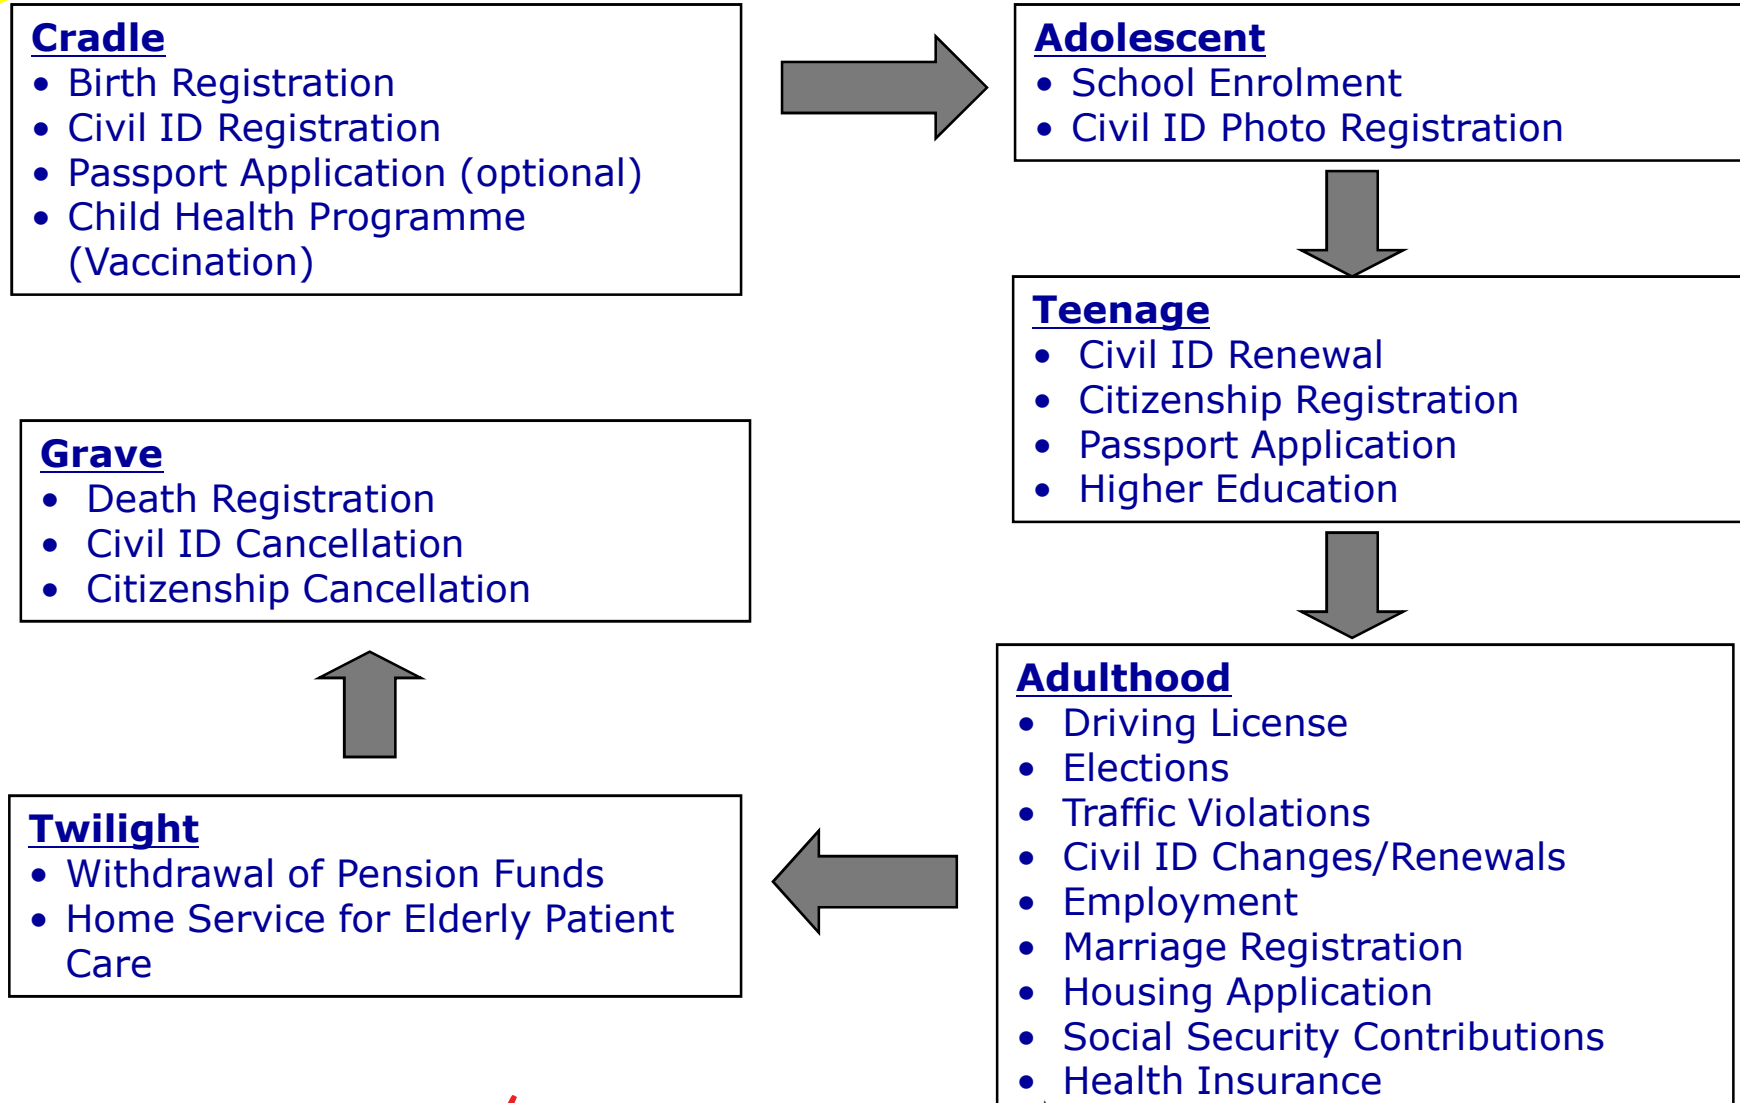 Cradle
• Birth Registration
• Civil ID Registration
• Passport Application (optional)
• Child Health Programme
(Vaccination)
Adolescent
• School Enrolment
• Civil ID Photo Registration
Teenage
• Civil ID Renewal
• Citizenship Registration
• Passport Application
• Higher Education
Adulthood
• Driving License
• Elections
• Traffic Violations
• Civil ID Changes/Renewals
• Employment
• Marriage Registration
• Housing Application
• Social Security Contributions
• Health Insurance
Twilight
• Withdrawal of Pension Funds
• Home Service for Elderly Patient
Care
Grave
• Death Registration
• Civil ID Cancellation
• Citizenship Cancellation